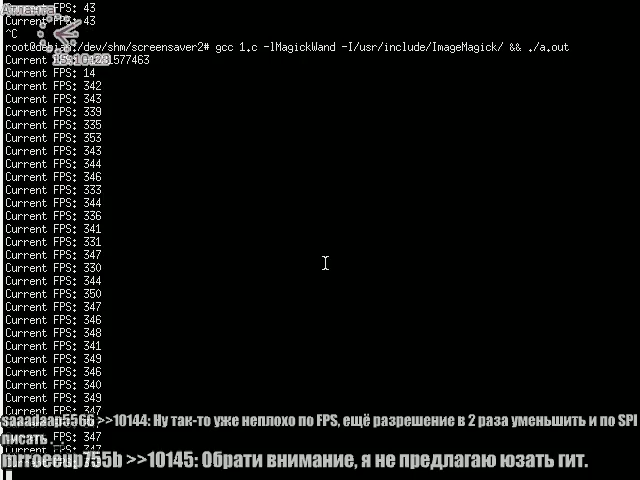 Атланта
Current FPS: 43
Current FPS: 43
^C
root@debian:/dev/shm/screensaver2# gcc 1.c -lMagickWand -I/usr/include/ImageMagick/ && ./a.out
Current
Current FPS: 14
Current FPS: 342
Current FPS: 343
Current FPS: 339
Current FPS: 335
Current FPS: 353
Current FPS: 343
Current FPS: 344
Current FPS: 346
Current FPS: 333
Current FPS: 344
Current FPS: 336
Current FPS: 341
Current FPS: 331
Current FPS: 347
Current FPS: 330
Current FPS: 344
Current FPS: 350
Current FPS: 347
Current FPS: 346
Current FPS: 348
Current FPS: 341
Current FPS: 349
Current FPS: 346
Current FPS: 340
Current FPS: 349
Current FPS: 347
saaadaap5566 >>10144: Ну так-то уже неплохо по FPS, ещё разрешение в 2 раза уменьшить и по SPI
писать ._.
Current FPS: 347
mrroeeup755b >>10145: Обрати внимание, я не предлагаю юзать гит.